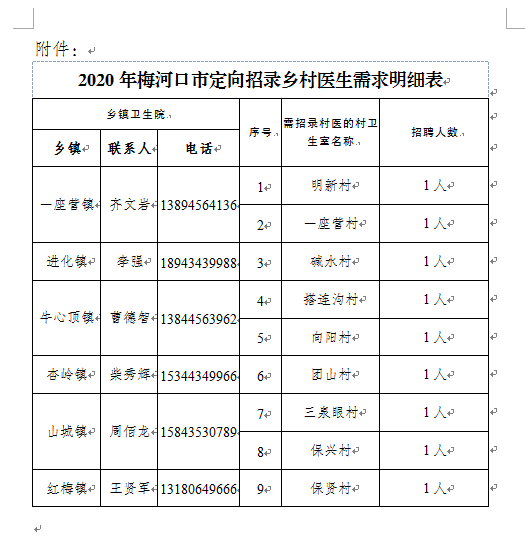 附件：
2020年梅河口市定向招录乡村医生需求明细表
乡镇卫生院 序号 需招录村医的村卫生室名称 招聘人数
乡镇 联系人 电话
一座营镇 齐文岩 13894564136 1 明新村 1人
2 一座营村 1人
进化镇 李强 18943439988 3 碱水村 1人
牛心顶镇 曹德智 13844563962 4 搭连沟村 1人
5 向阳村 1人
杏岭镇 柴秀辉 15344349966 6 团山村 1人
山城镇 周佰龙 15843530789 7 三泉眼村 1人
8 保兴村 1人
红梅镇 王贤军 13180649666 9 保贤村 1人